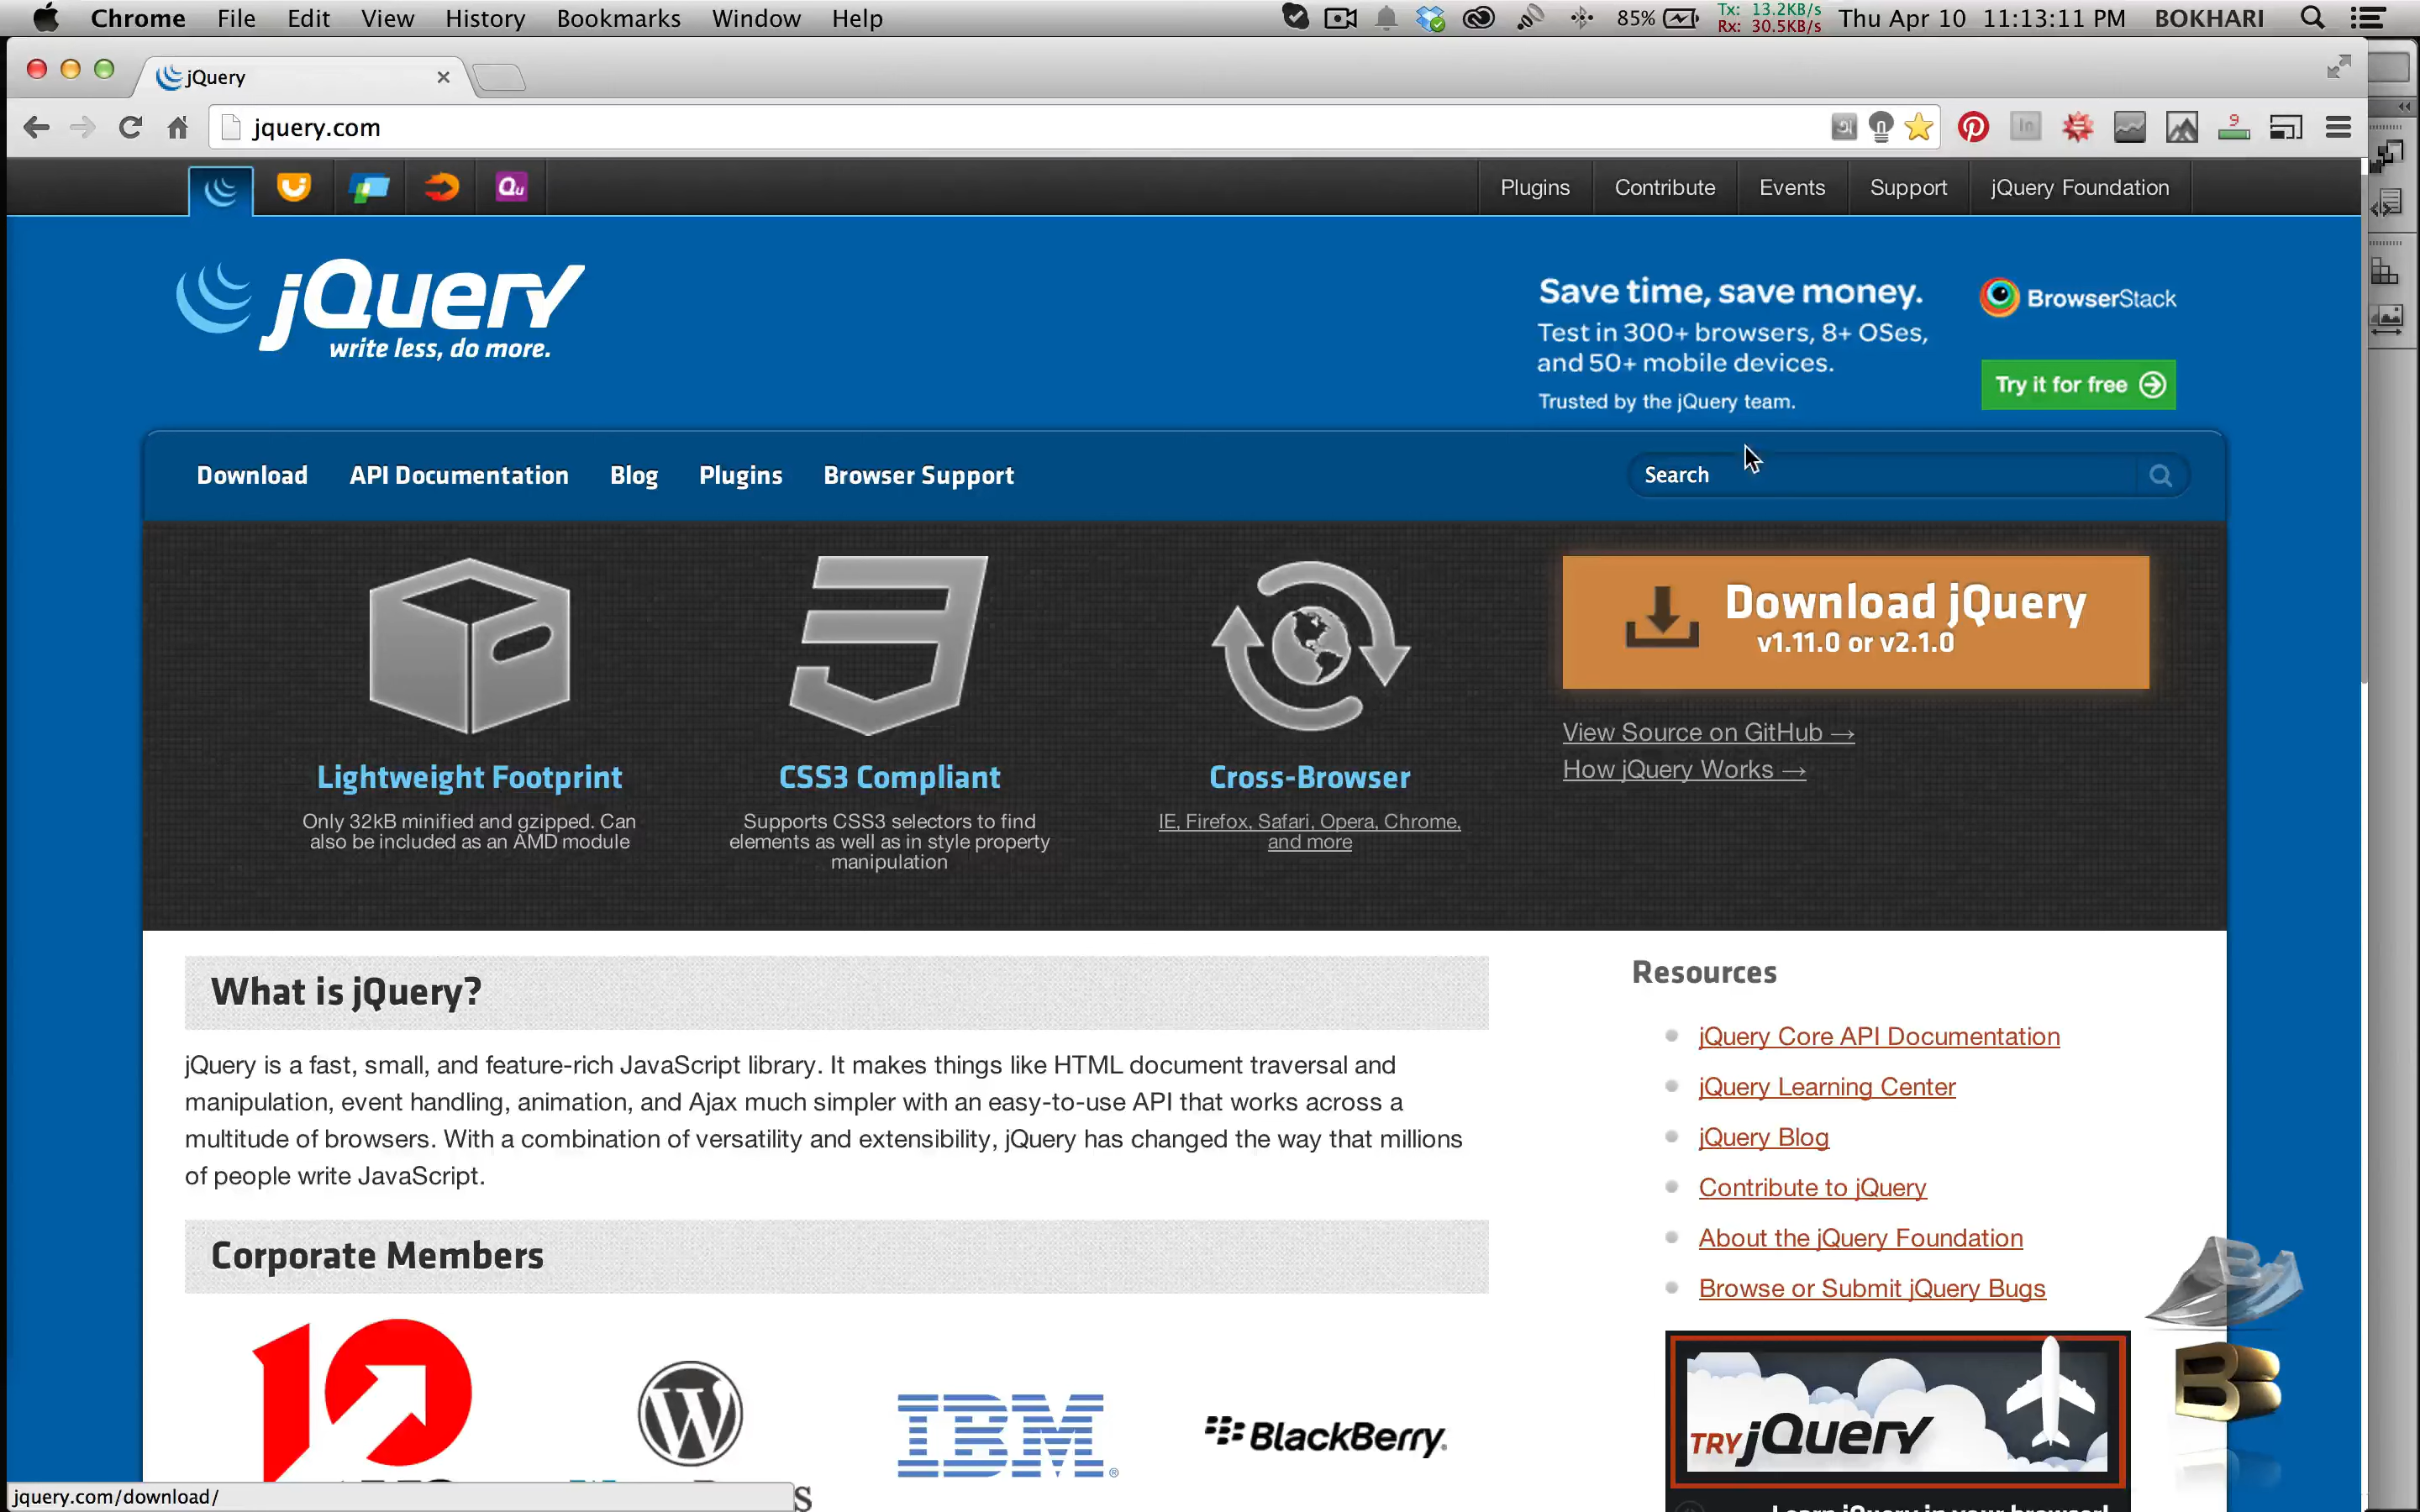 Chrome File Edit View History Bookmarks Window Help
85% Tx: 13.2KB/s Rx: 30.5KB/s Thu Apr 10 11:13:11 PM BOKHARI
jQuery
jquery.com
9
Plugins Contribute Events Support jQuery Foundation
jQuery
write less, do more.
Save time, save money.
Test in 300+ browsers, 8+ OSes,
and 50+ mobile devices.
Trusted by the jQuery team.
BrowserStack
Try it for free
Download API Documentation Blog Plugins Browser Support
Search
Lightweight Footprint
Only 32kB minified and gzipped. Can
also be included as an AMD module
CSS3 Compliant
Supports CSS3 selectors to find
elements as well as in style property
manipulation
Cross-Browser
IE, Firefox, Safari, Opera, Chrome,
and more
Download jQuery
v1.11.0 or v2.1.0
View Source on GitHub →
How jQuery Works →
What is jQuery?
jQuery is a fast, small, and feature-rich JavaScript library. It makes things like HTML document traversal and
manipulation, event handling, animation, and Ajax much simpler with an easy-to-use API that works across a
multitude of browsers. With a combination of versatility and extensibility, jQuery has changed the way that millions
of people write JavaScript.
Corporate Members
IBM®
BlackBerry.
Resources
jQuery Core API Documentation
jQuery Learning Center
jQuery Blog
Contribute to jQuery
About the jQuery Foundation
Browse or Submit jQuery Bugs
TRY jQuery
Learn jQuery in your browser!
jquery.com/download/